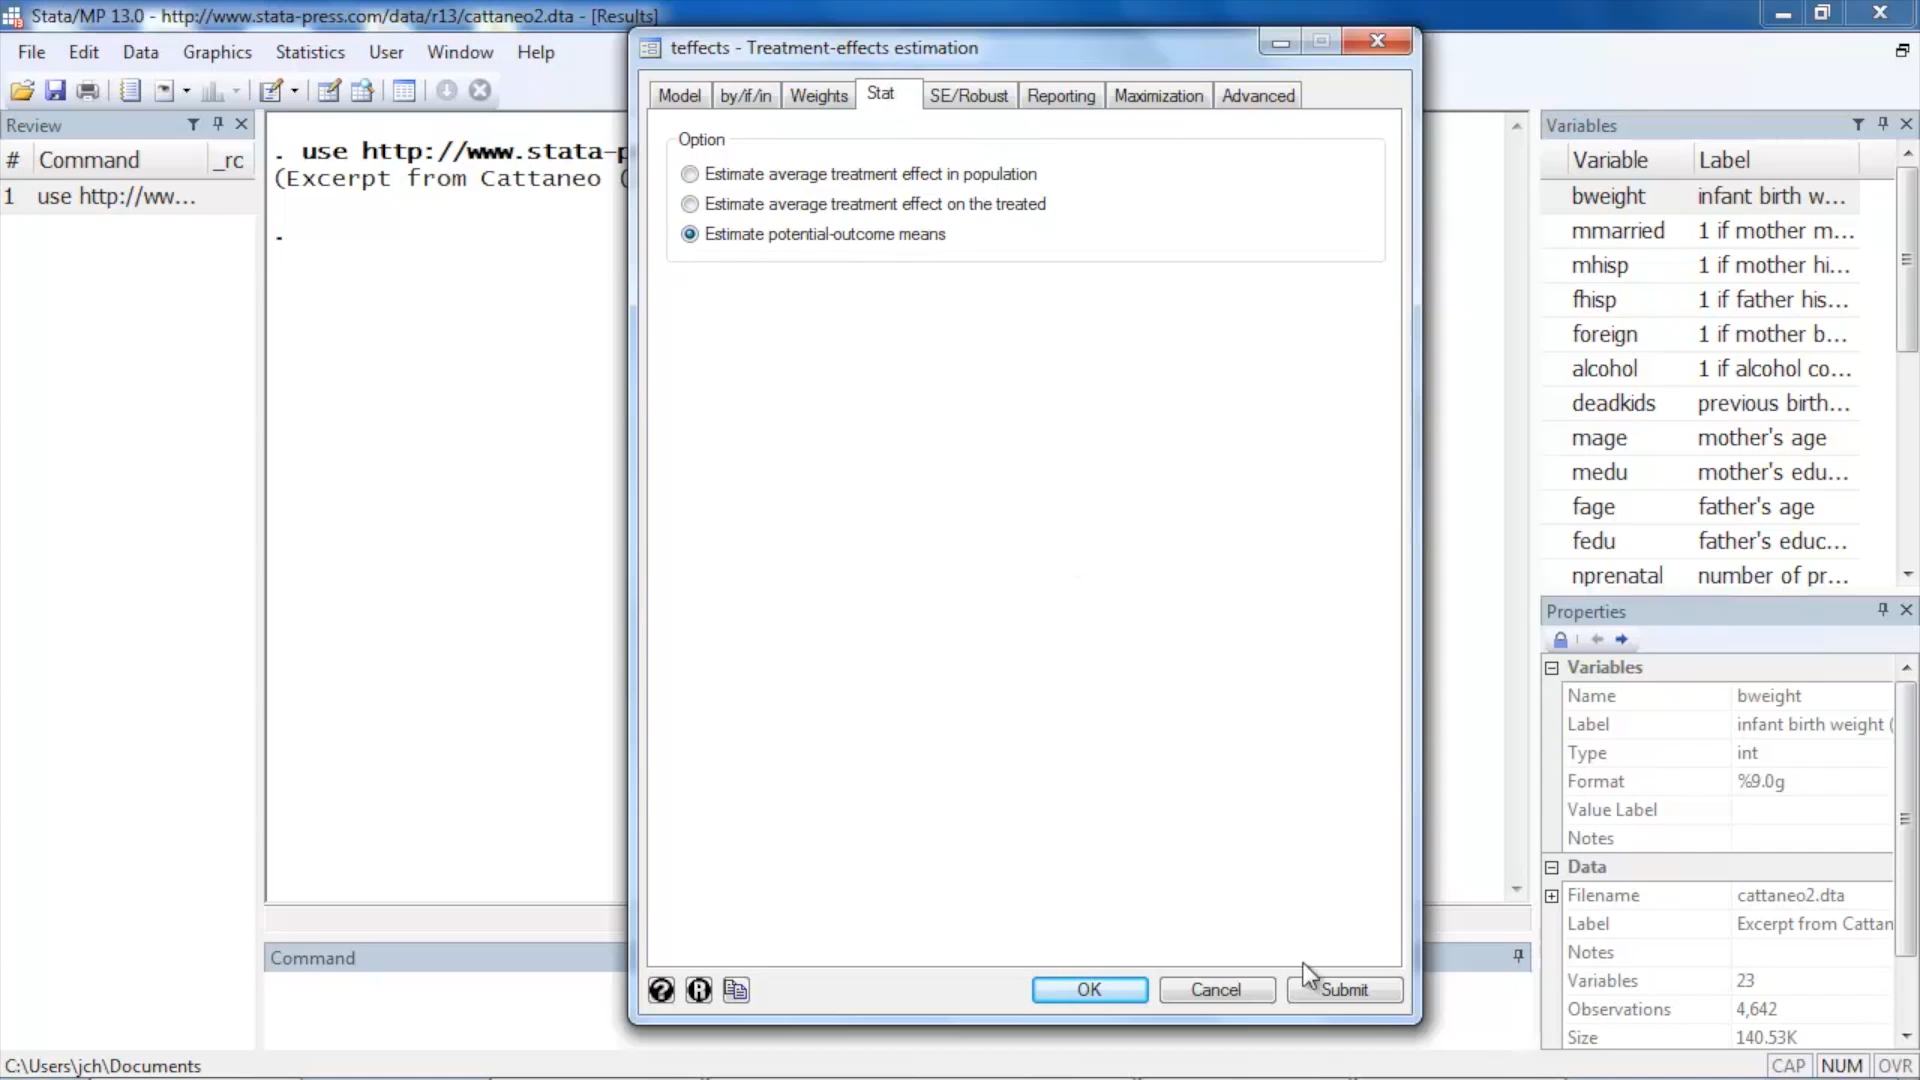 Stata/MP 13.0 - http://www.stata-press.com/data/r13/cattaneo2.dta - [Results]
File Edit Data Graphics Statistics User Window Help
Review
# Command _rc
1 use http://ww...
. use http://www.stata-p
(Excerpt from Cattaneo (
.
Command
teffects - Treatment-effects estimation
Model by/if/in Weights Stat SE/Robust Reporting Maximization Advanced
Option
Estimate average treatment effect in population
Estimate average treatment effect on the treated
Estimate potential-outcome means
OK Cancel Submit
Variables
Variable Label
bweight infant birth w...
mmarried 1 if mother m...
mhisp 1 if mother hi...
fhisp 1 if father his...
foreign 1 if mother b...
alcohol 1 if alcohol co...
deadkids previous birth...
mage mother's age
medu mother's edu...
fage father's age
fedu father's educ...
nprenatal number of pr...
Properties
Variables
Name bweight
Label infant birth weight (
Type int
Format %9.0g
Value Label
Notes
Data
Filename cattaneo2.dta
Label Excerpt from Cattan
Notes
Variables 23
Observations 4,642
Size 140.53K
C:\Users\jch\Documents
CAP NUM OVR